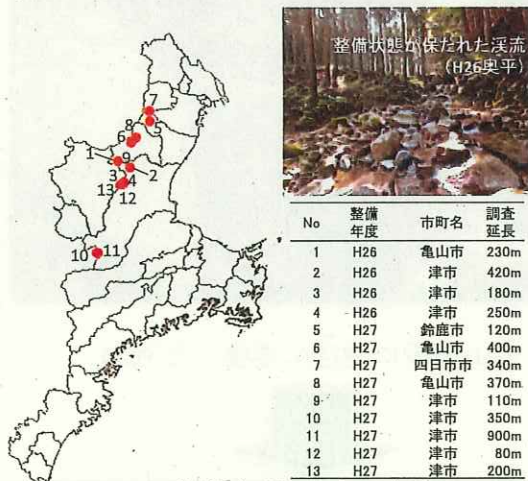 整備状態が保たれた渓流
(H26奥平)
7
8
5
6
1
9
2
3
4
13
12
10
11
No 整備年度 市町名 調査延長
1 H26 亀山市 230m
2 H26 津市 420m
3 H26 津市 180m
4 H26 津市 250m
5 H27 鈴鹿市 120m
6 H27 亀山市 400m
7 H27 四日市市 340m
8 H27 亀山市 370m
9 H27 津市 110m
10 H27 津市 350m
11 H27 津市 900m
12 H27 津市 80m
13 H27 津市 200m